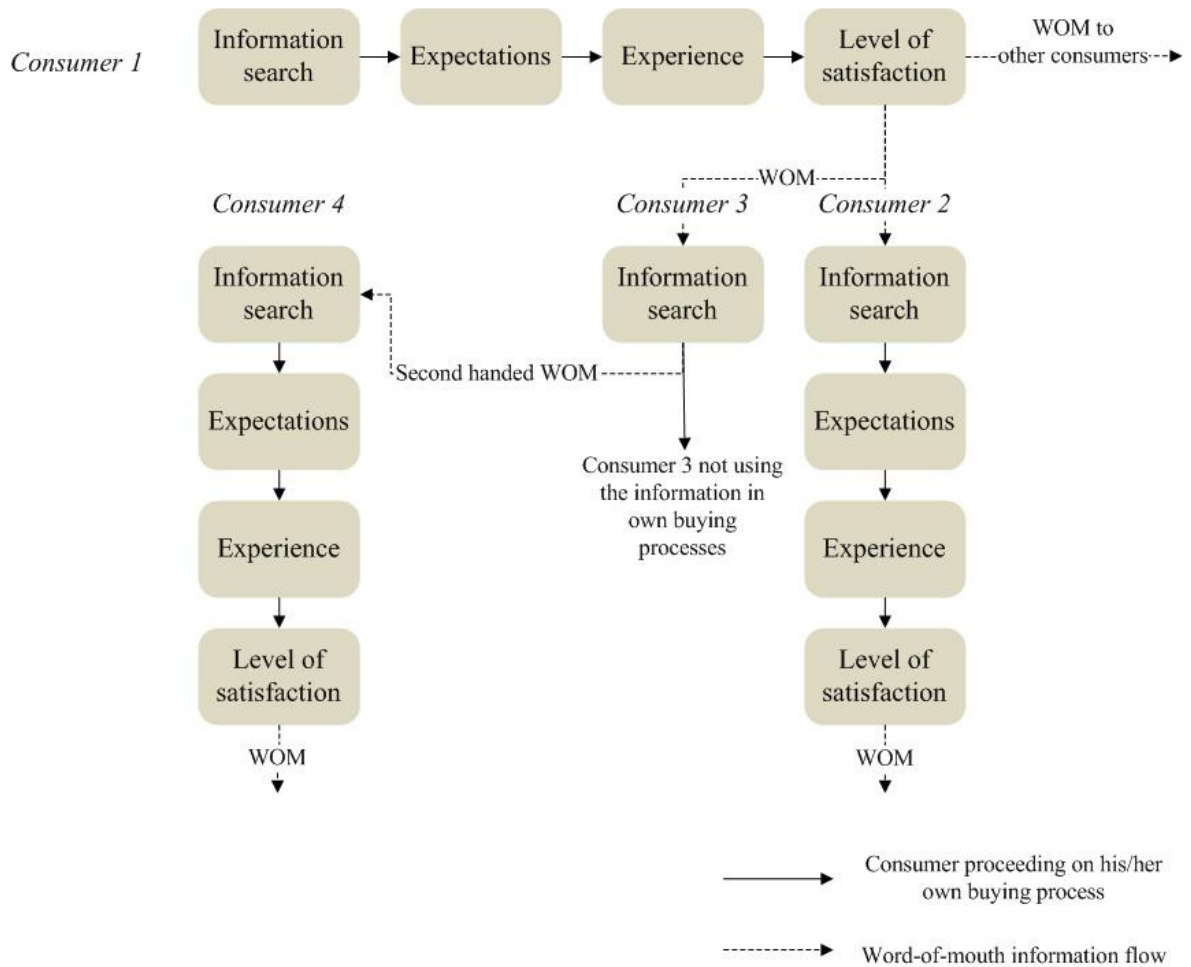 Consumer 1
Information
search
Expectations
Experience
Level of
satisfaction
WOM to
other consumers
WOM
Consumer 4
Consumer 3
Consumer 2
Information
search
Information
search
Information
search
Second handed WOM
Expectations
Expectations
Consumer 3 not using
the information in
own buying
processes
Experience
Experience
Level of
satisfaction
Level of
satisfaction
WOM
WOM
Consumer proceeding on his/her
own buying process
Word-of-mouth information flow